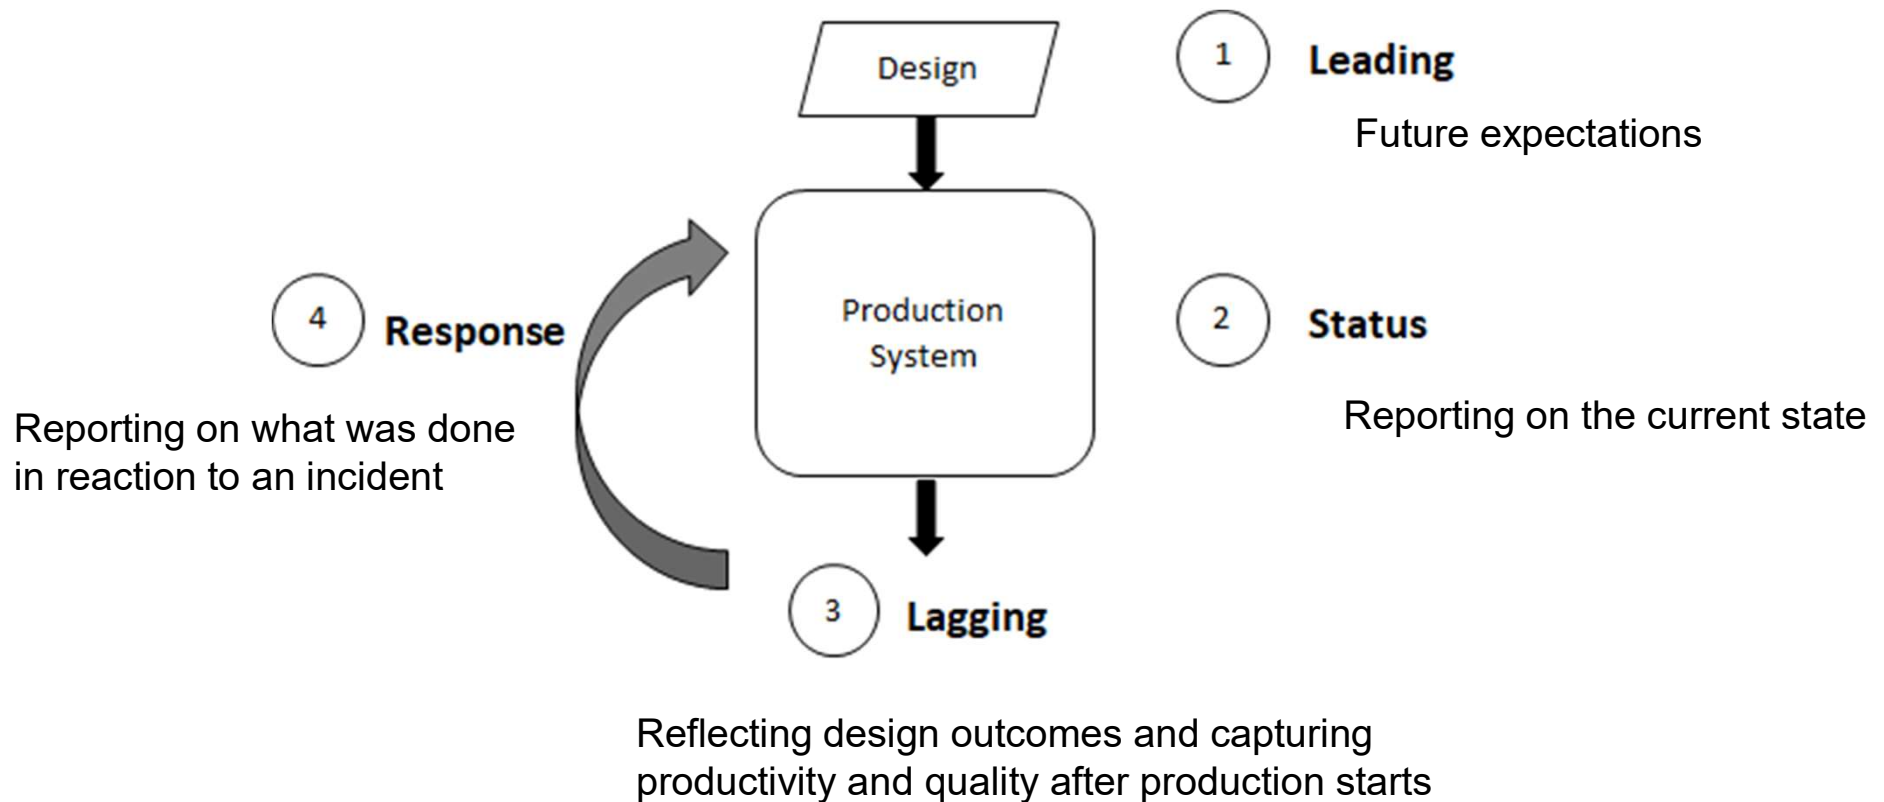 Design
1
Leading
Future expectations
Production
System
2
Status
Reporting on the current state
4
Response
Reporting on what was done
in reaction to an incident
3
Lagging
Reflecting design outcomes and capturing
productivity and quality after production starts